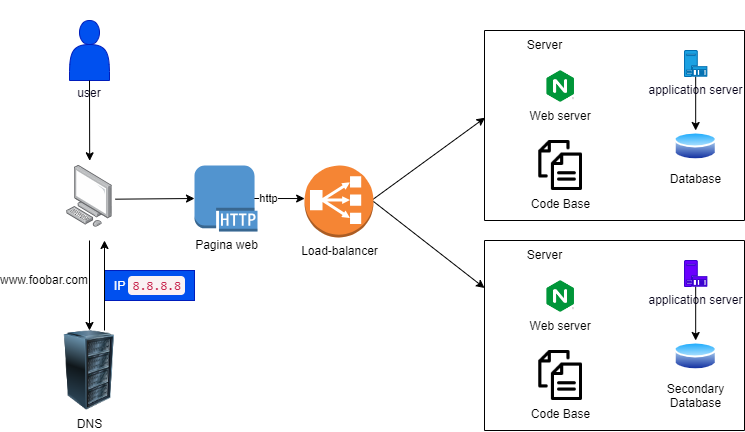 user
www.foobar.com
IP 8.8.8.8
DNS
HTTP
Pagina web
http
Load-balancer
Server
N
Web server
Code Base
application server
Database
Server
N
Web server
Code Base
application server
Secondary
Database